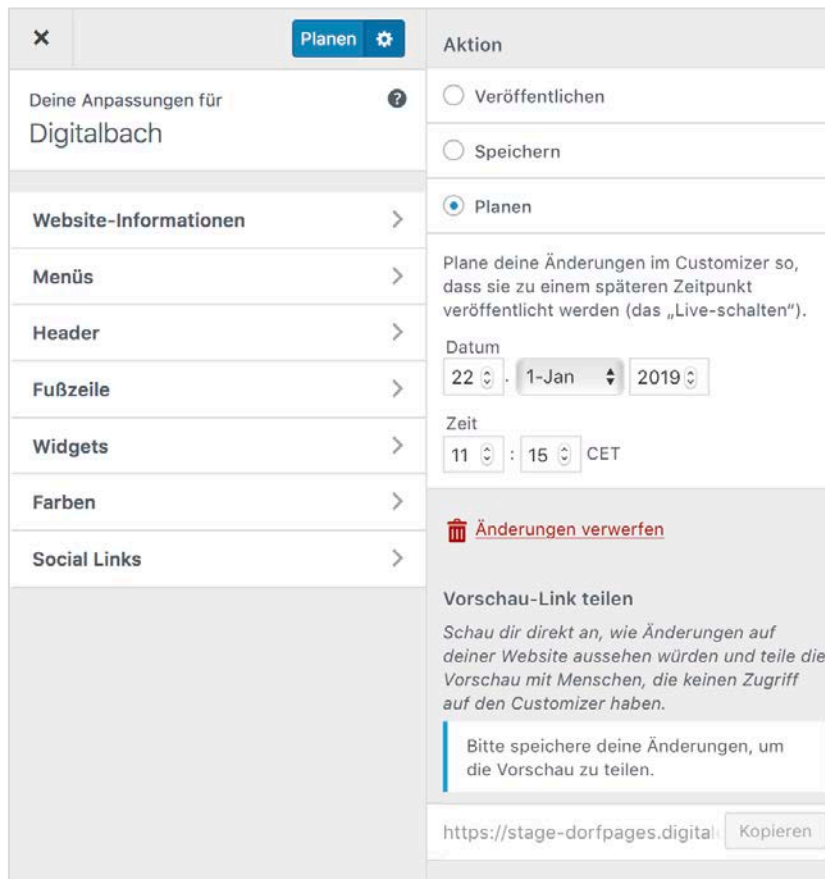 Planen
Deine Anpassungen für
Digitalbach
Website-Informationen
Menüs
Header
Fußzeile
Widgets
Farben
Social Links
Aktion
Veröffentlichen
Speichern
Planen
Plane deine Änderungen im Customizer so,
dass sie zu einem späteren Zeitpunkt
veröffentlicht werden (das „Live-schalten“).
Datum
22 . 1-Jan 2019
Zeit
11 : 15 CET
Änderungen verwerfen
Vorschau-Link teilen
Schau dir direkt an, wie Änderungen auf
deiner Website aussehen würden und teile die
Vorschau mit Menschen, die keinen Zugriff
auf den Customizer haben.
Bitte speichere deine Änderungen, um
die Vorschau zu teilen.
https://stage-dorfpages.digital Kopieren